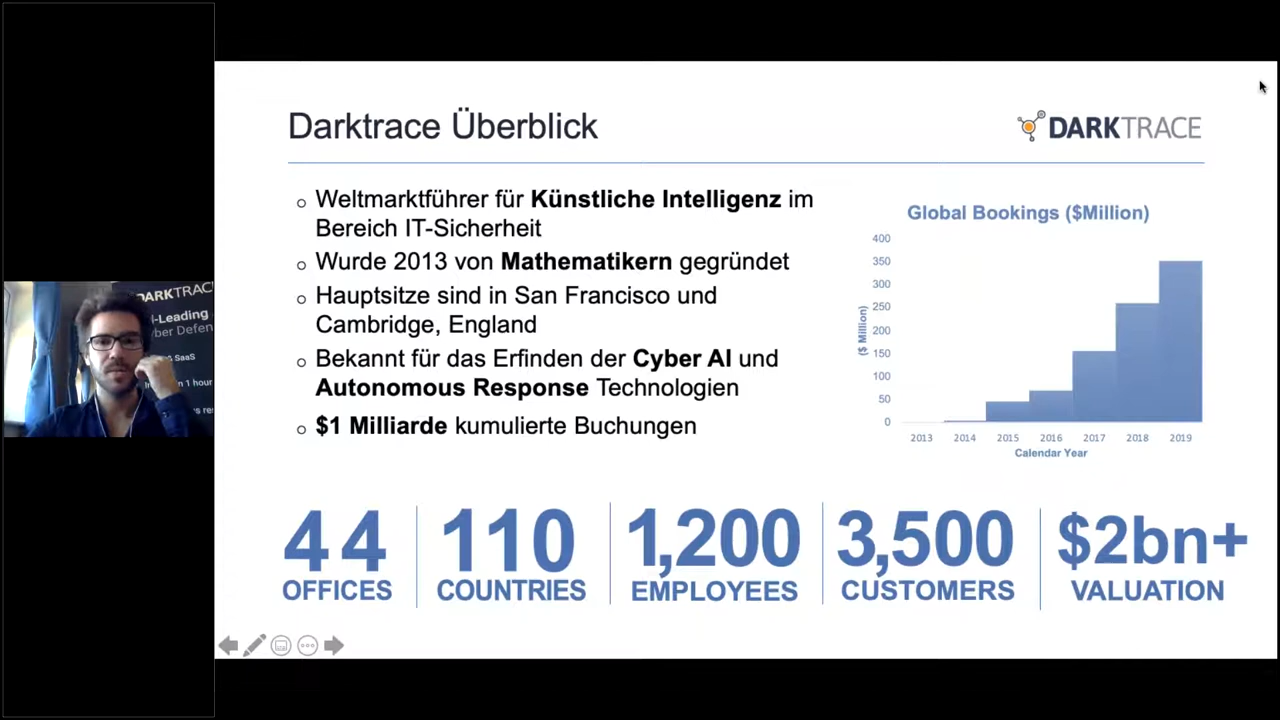 Darktrace Überblick
DARKTRACE
Weltmarktführer für Künstliche Intelligenz im
Bereich IT-Sicherheit
Wurde 2013 von Mathematikern gegründet
Hauptsitze sind in San Francisco und
Cambridge, England
Bekannt für das Erfinden der Cyber AI und
Autonomous Response Technologien
$1 Milliarde kumulierte Buchungen
Global Bookings ($Million)
($ Million)
400
350
300
250
200
150
100
50
0
2013 2014 2015 2016 2017 2018 2019
Calendar Year
DARKTRAC
-Leading
ber Defen
SaaS
1 hour
44 110 1,200 3,500 $2bn+
OFFICES COUNTRIES EMPLOYEES CUSTOMERS VALUATION